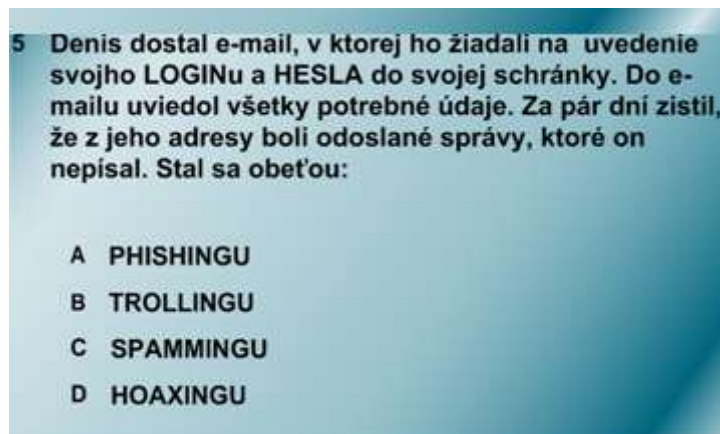 5 Denis dostal e-mail, v ktorej ho žiadali na uvedenie
svojho LOGINu a HESLA do svojej schránky. Do e-
mailu uviedol všetky potrebné údaje. Za pár dní zistil,
že z jeho adresy boli odoslané správy, ktoré on
nepísal. Stal sa obeťou:
A PHISHINGU
B TROLLINGU
C SPAMMINGU
D HOAXINGU